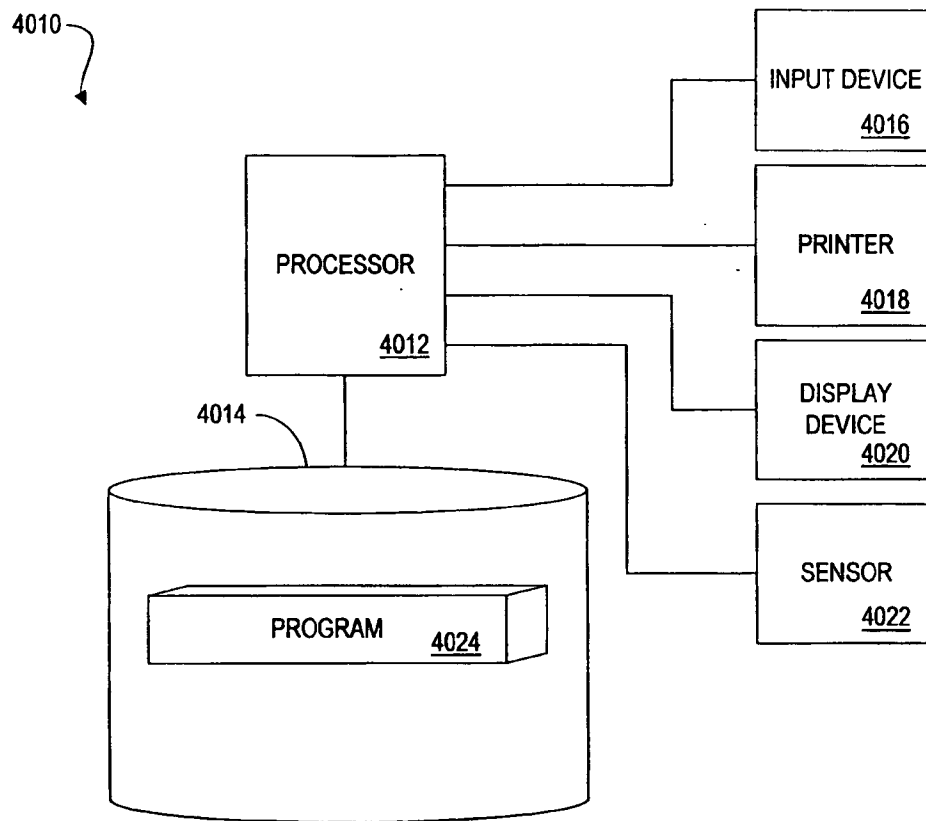 4010
INPUT DEVICE
4016
PROCESSOR
4012
PRINTER
4018
4014
DISPLAY
DEVICE
4020
PROGRAM
4024
SENSOR
4022